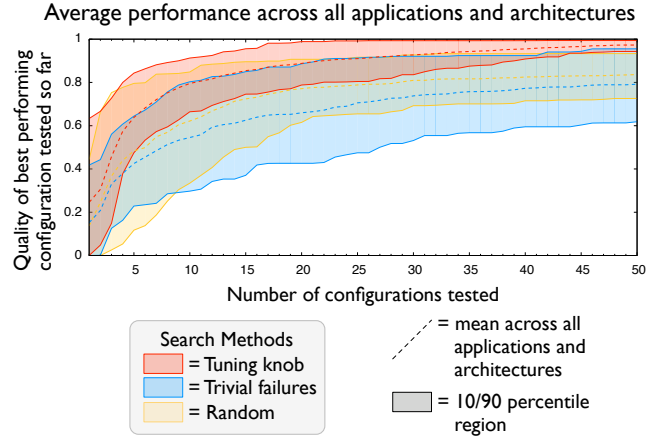 Average performance across all applications and architectures
Quality of best performing
configuration tested so far
1
0.8
0.6
0.4
0.2
0
5
10
15
20
25
30
35
40
45
50
Number of configurations tested
Search Methods
= Tuning knob
= Trivial failures
= Random
= mean across all
applications and
architectures
= 10/90 percentile
region